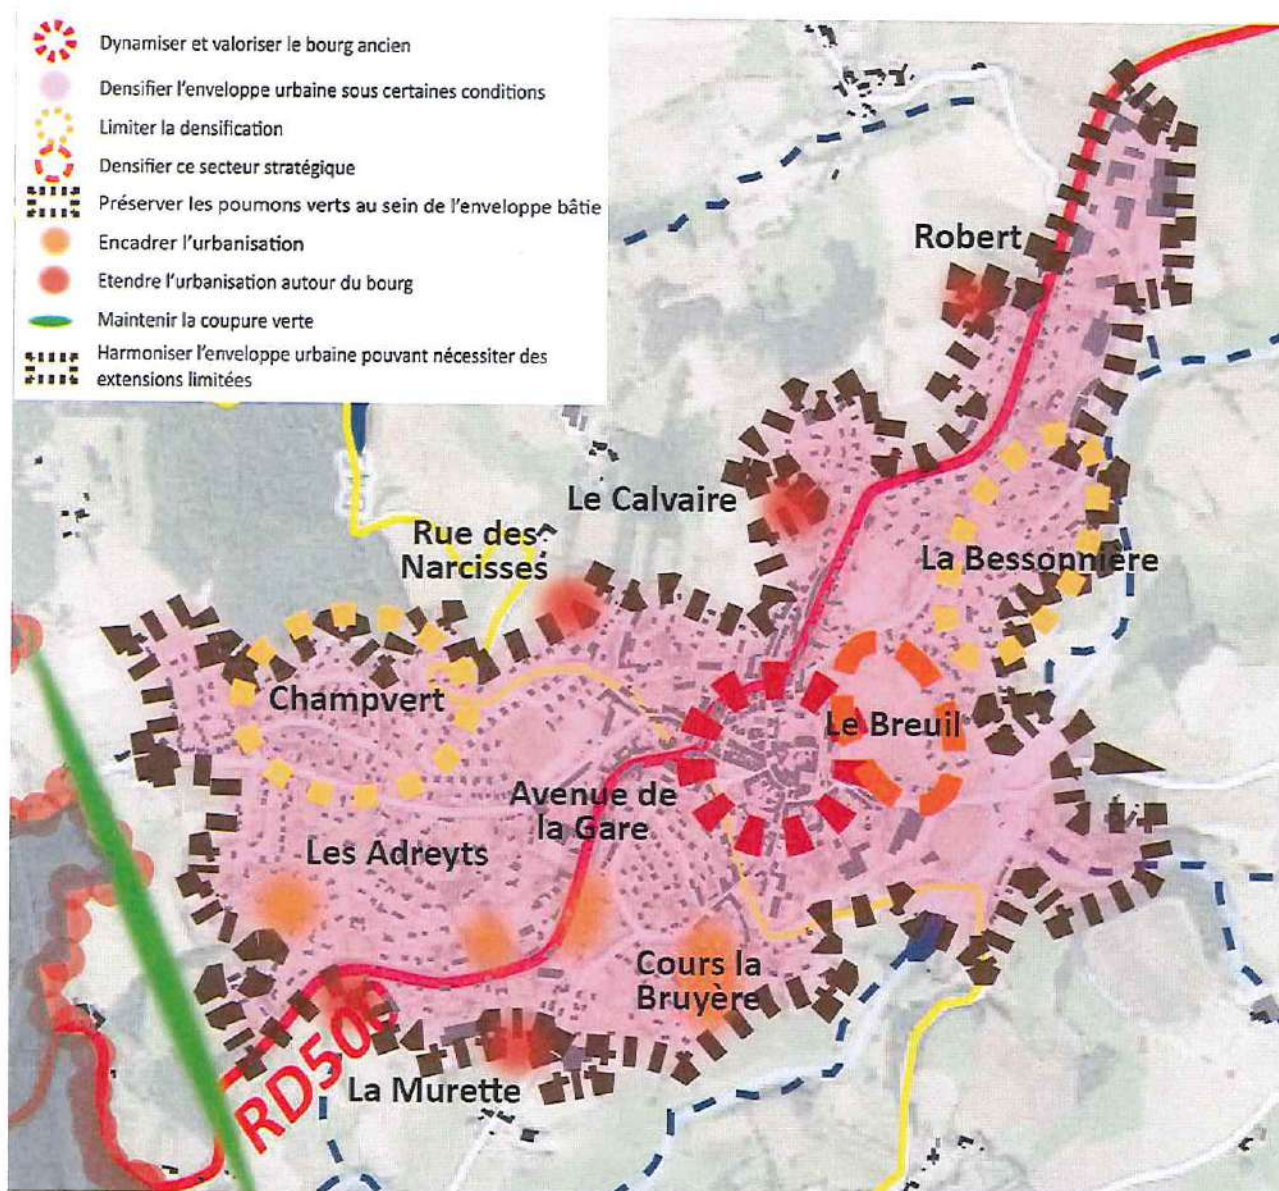 Dynamiser et valoriser le bourg ancien
Densifier l'enveloppe urbaine sous certaines conditions
Limiter la densification
Densifier ce secteur stratégique
Préserver les poumons verts au sein de l'enveloppe bâtie
Encadrer l'urbanisation
Etendre l'urbanisation autour du bourg
Maintenir la coupure verte
Harmoniser l'enveloppe urbaine pouvant nécessiter des
extensions limitées
Robert
Le Calvaire
Rue des
Narcisses
La Bessonnière
Champvert
Le Breuil
Avenue de
la Gare
Les Adreyts
Cours la
Bruyère
RD500
La Murette